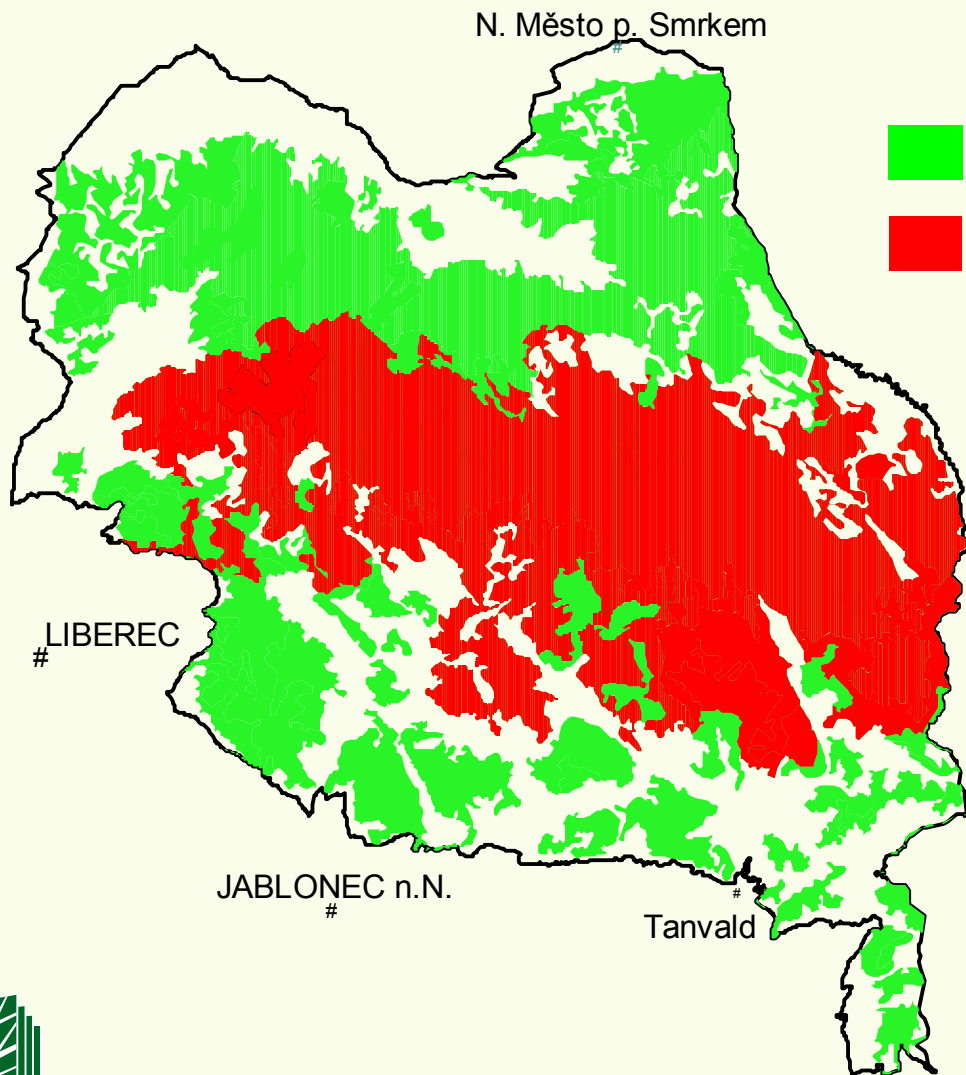 N. Město p. Smrkem
#
#LIBEREC
JABLONEC n.N.
#
#
Tanvald